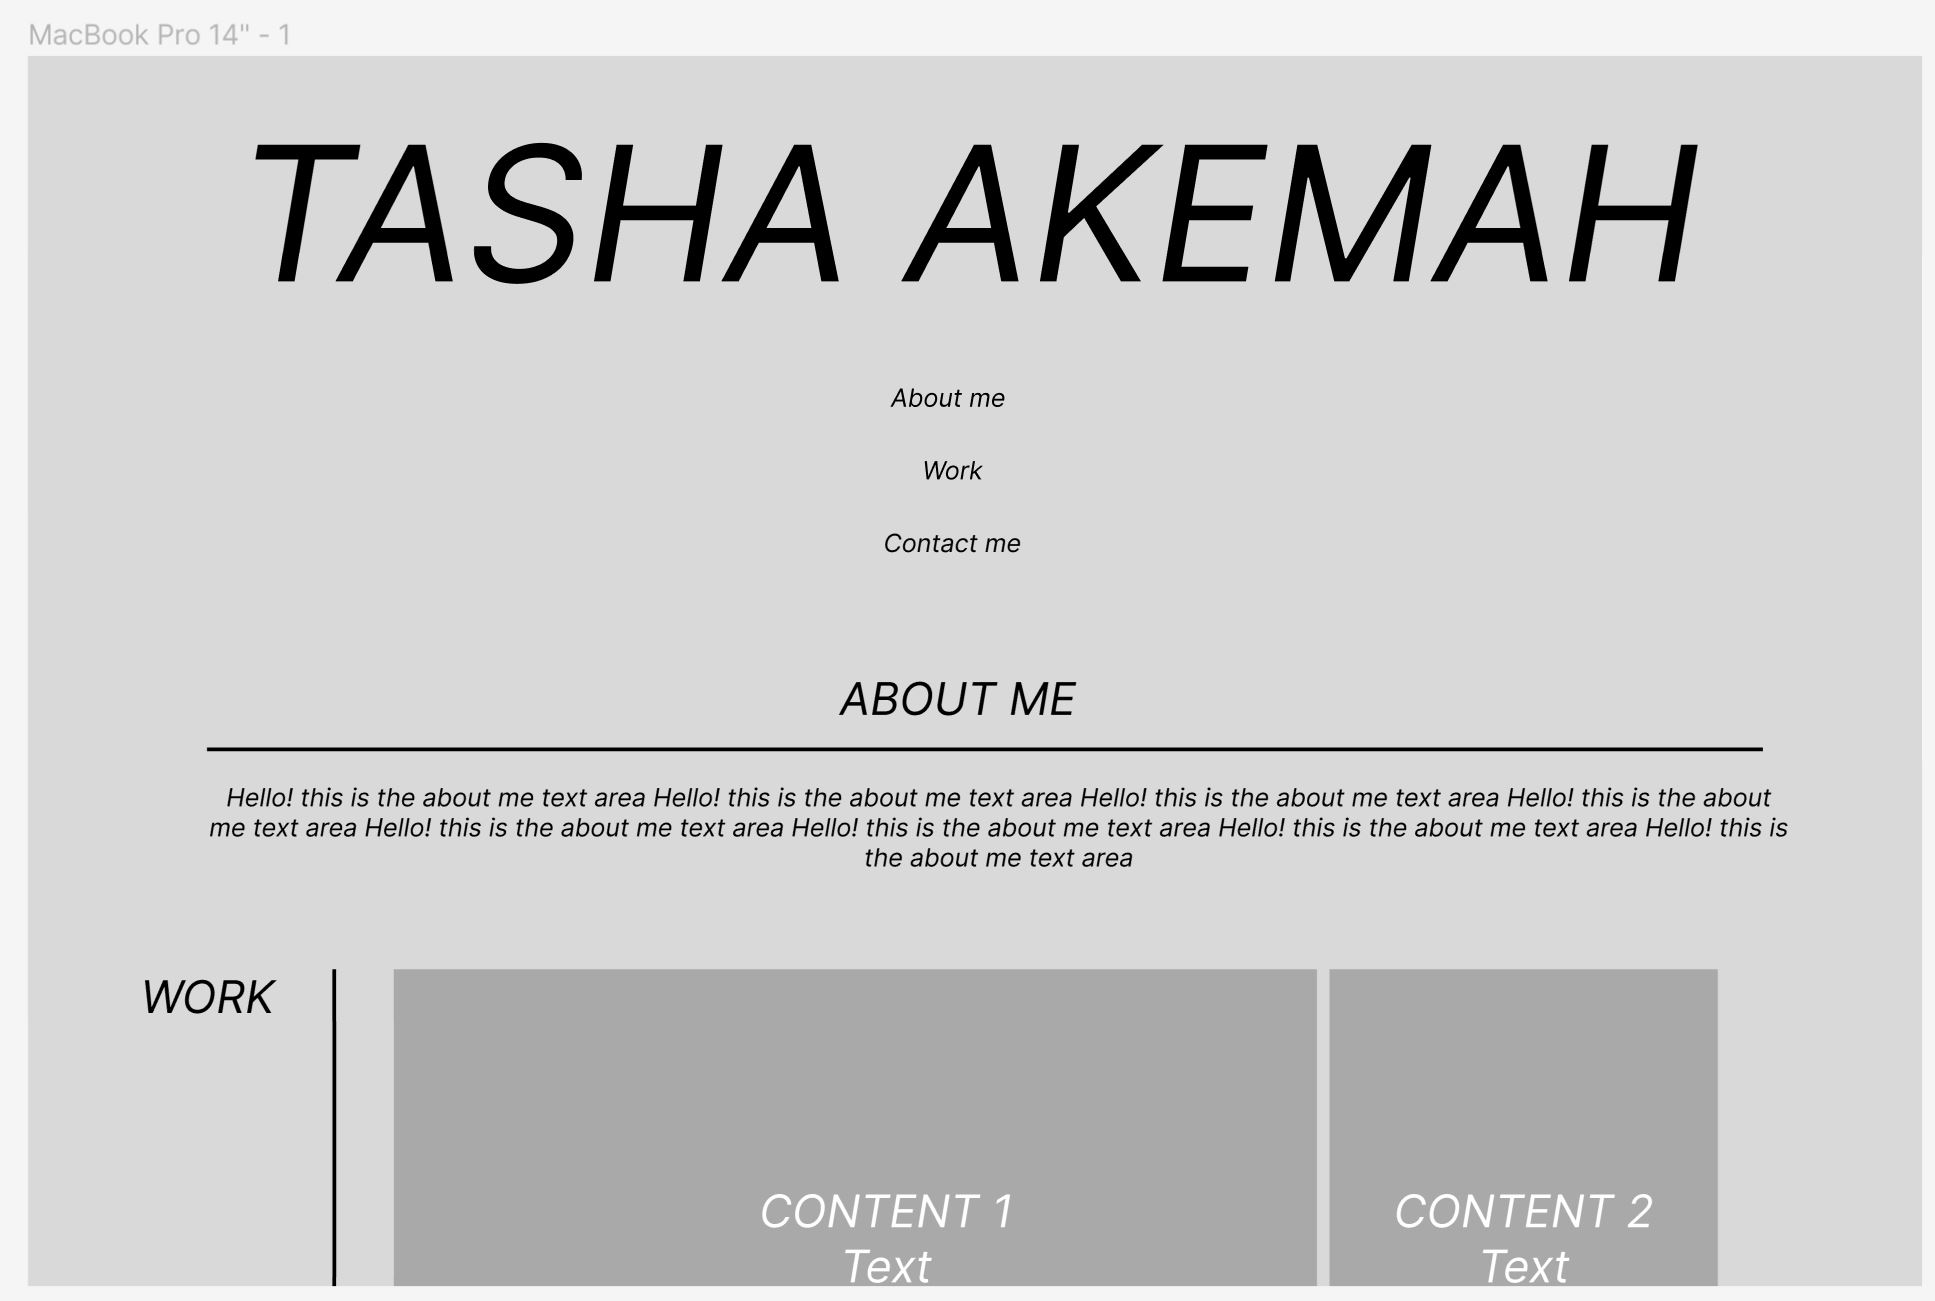 MacBook Pro 14" - 1
TASHA AKEMAH
About me
Work
Contact me
ABOUT ME
Hello! this is the about me text area Hello! this is the about me text area Hello! this is the about me text area Hello! this is the about
me text area Hello! this is the about me text area Hello! this is the about me text area Hello! this is the about me text area Hello! this is
the about me text area
WORK
CONTENT 1
Text
CONTENT 2
Text